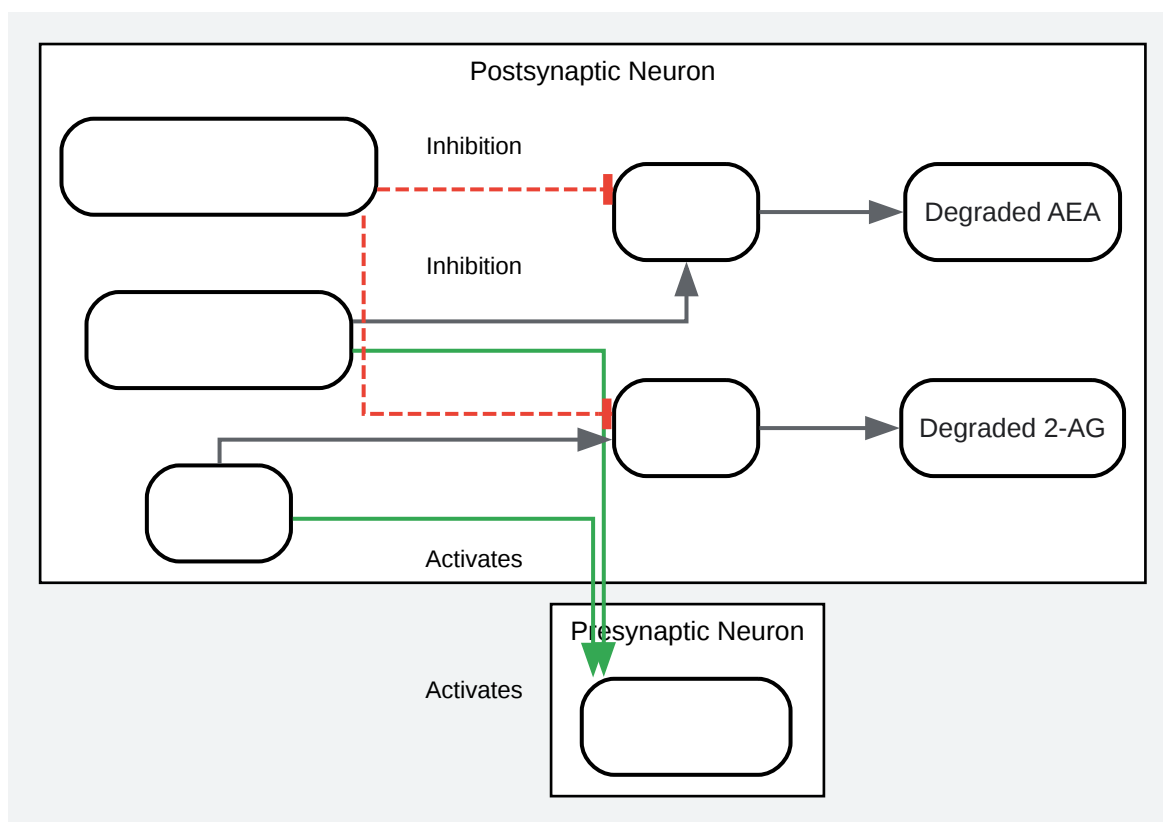 Postsynaptic Neuron
Inhibition
Degraded AEA
Inhibition
Degraded 2-AG
Activates
Presynaptic Neuron
Activates